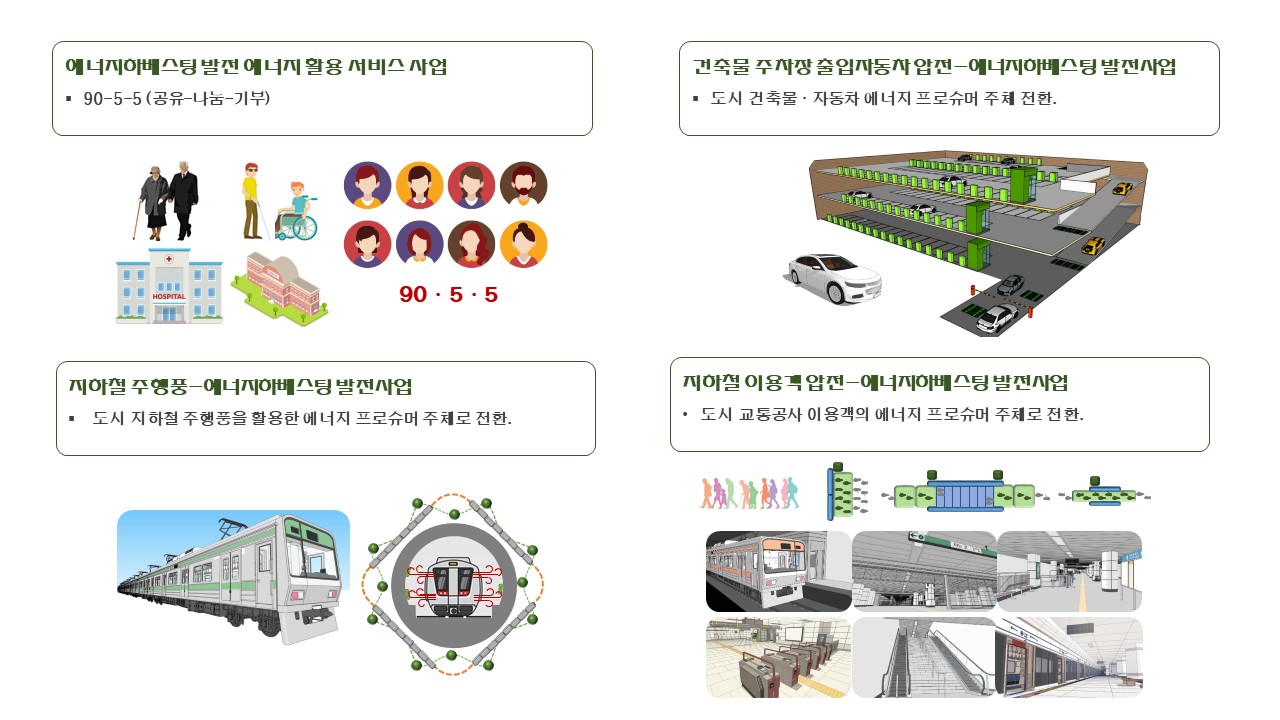 에너지하베스팅 발전 에너지 활용 서비스 사업
▪ 90-5-5 (공유-나눔-기부)
HOSPITAL
90 · 5 · 5
건축물 주차장 출입자동차 압전-에너지하베스팅 발전사업
▪ 도시 건축물 · 자동차 에너지 프로슈머 주체 전환.
지하철 주행풍-에너지하베스팅 발전사업
▪ 도시 지하철 주행풍을 활용한 에너지 프로슈머 주체로 전환.
지하철 이용객 압전-에너지하베스팅 발전사업
• 도시 교통공사 이용객의 에너지 프로슈머 주체로 전환.